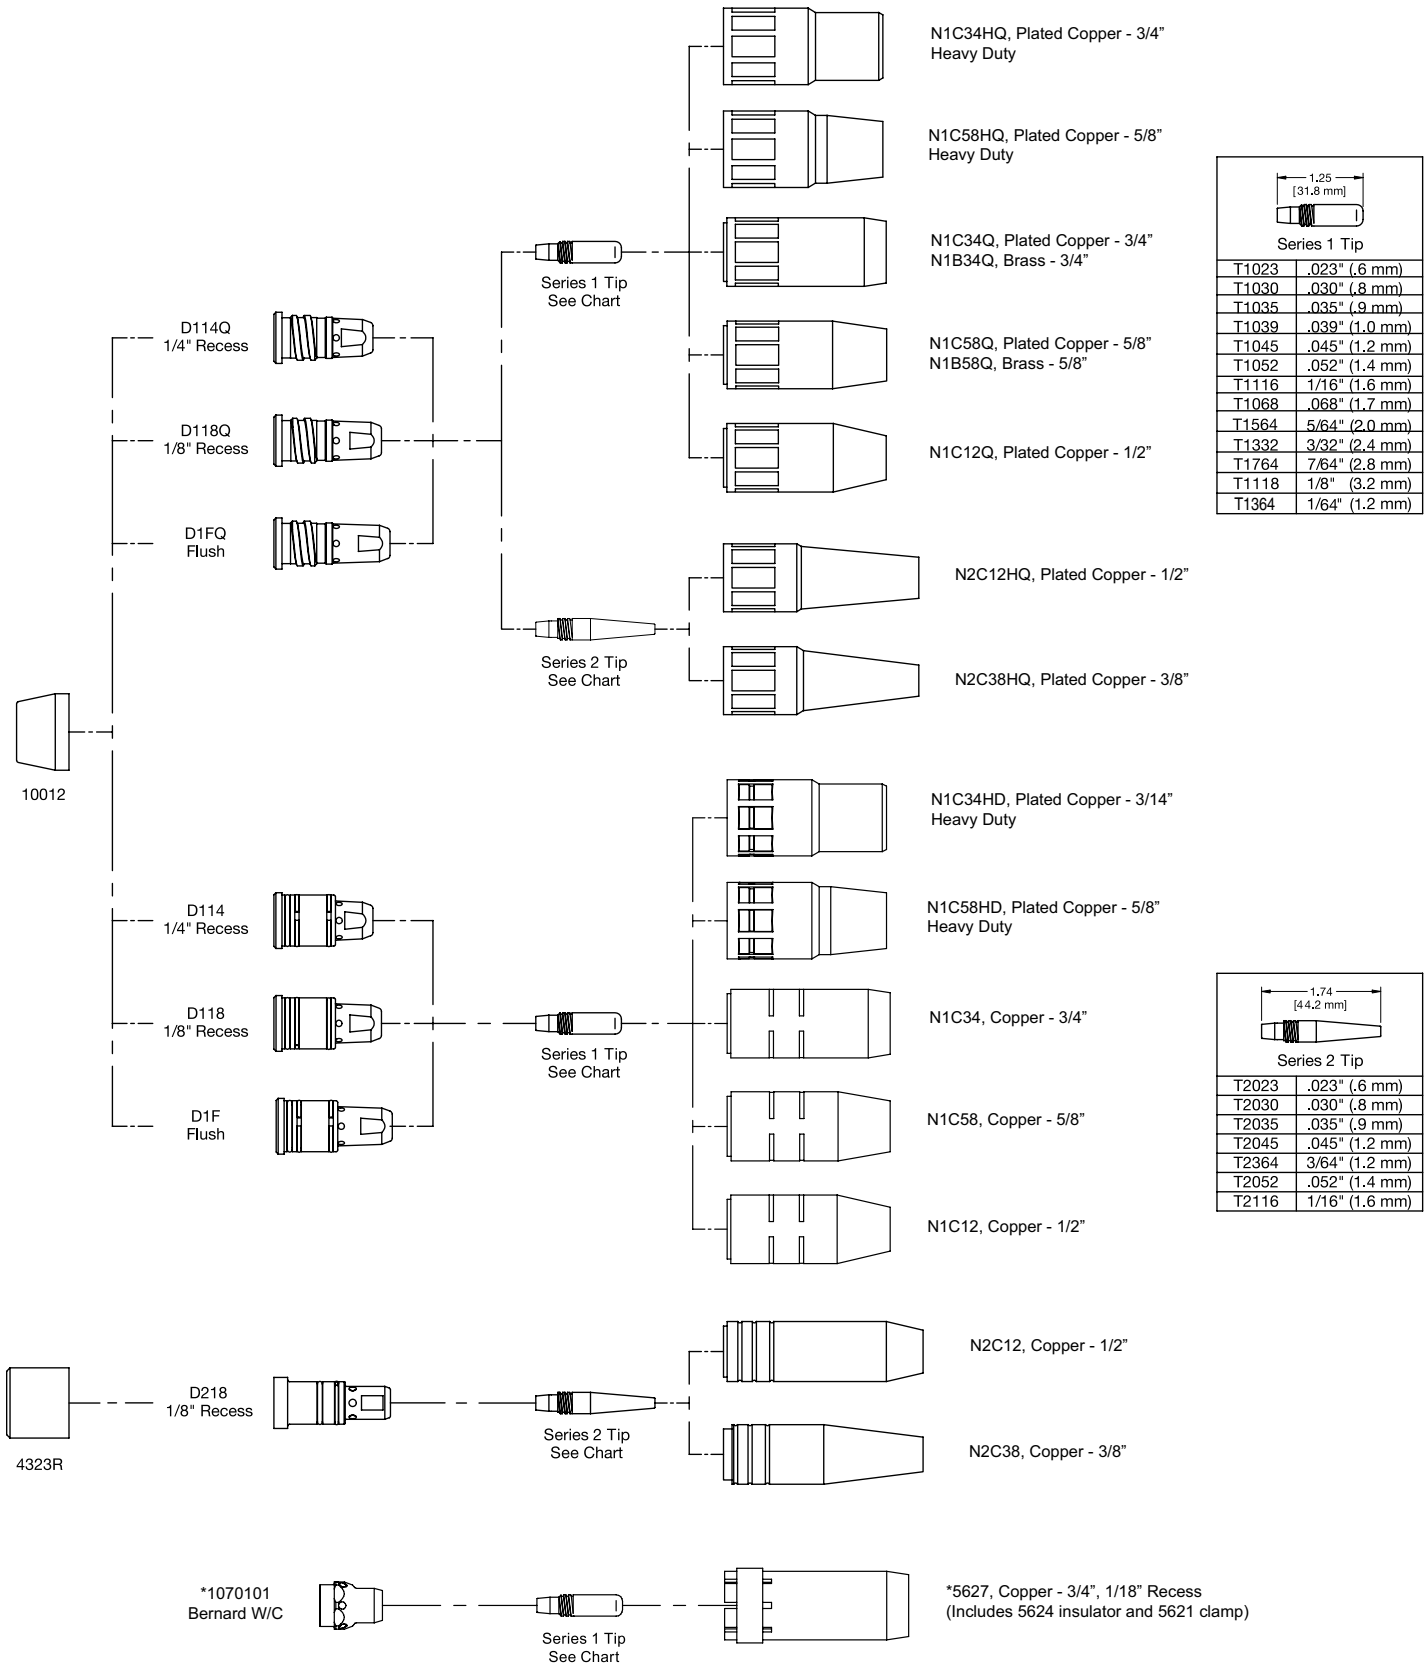 N1C34HQ, Plated Copper - 3/4”
Heavy Duty
N1C58HQ, Plated Copper - 5/8”
Heavy Duty
N1C34Q, Plated Copper - 3/4”
N1B34Q, Brass - 3/4”
Series 1 Tip
See Chart
D114Q
1/4" Recess
N1C58Q, Plated Copper - 5/8”
N1B58Q, Brass - 5/8”
D118Q
1/8" Recess
N1C12Q, Plated Copper - 1/2”
D1FQ
Flush
N2C12HQ, Plated Copper - 1/2”
Series 2 Tip
See Chart
N2C38HQ, Plated Copper - 3/8”
10012
N1C34HD, Plated Copper - 3/14”
Heavy Duty
D114
1/4" Recess
N1C58HD, Plated Copper - 5/8”
Heavy Duty
D118
1/8" Recess
Series 1 Tip
See Chart
N1C34, Copper - 3/4”
D1F
Flush
N1C58, Copper - 5/8”
N1C12, Copper - 1/2”
4323R
D218
1/8" Recess
Series 2 Tip
See Chart
N2C12, Copper - 1/2”
N2C38, Copper - 3/8”
*1070101
Bernard W/C
Series 1 Tip
See Chart
*5627, Copper - 3/4”, 1/18” Recess
(Includes 5624 insulator and 5621 clamp)
1.25
[31.8 mm]
Series 1 Tip
T1023 .023" (.6 mm)
T1030 .030" (.8 mm)
T1035 .035" (.9 mm)
T1039 .039" (1.0 mm)
T1045 .045" (1.2 mm)
T1052 .052" (1.4 mm)
T1116 1/16" (1.6 mm)
T1068 .068" (1.7 mm)
T1564 5/64" (2.0 mm)
T1332 3/32" (2.4 mm)
T1764 7/64" (2.8 mm)
T1118 1/8" (3.2 mm)
T1364 1/64" (1.2 mm)
1.74
[44.2 mm]
Series 2 Tip
T2023 .023" (.6 mm)
T2030 .030" (.8 mm)
T2035 .035" (.9 mm)
T2045 .045" (1.2 mm)
T2364 3/64" (1.2 mm)
T2052 .052" (1.4 mm)
T2116 1/16" (1.6 mm)